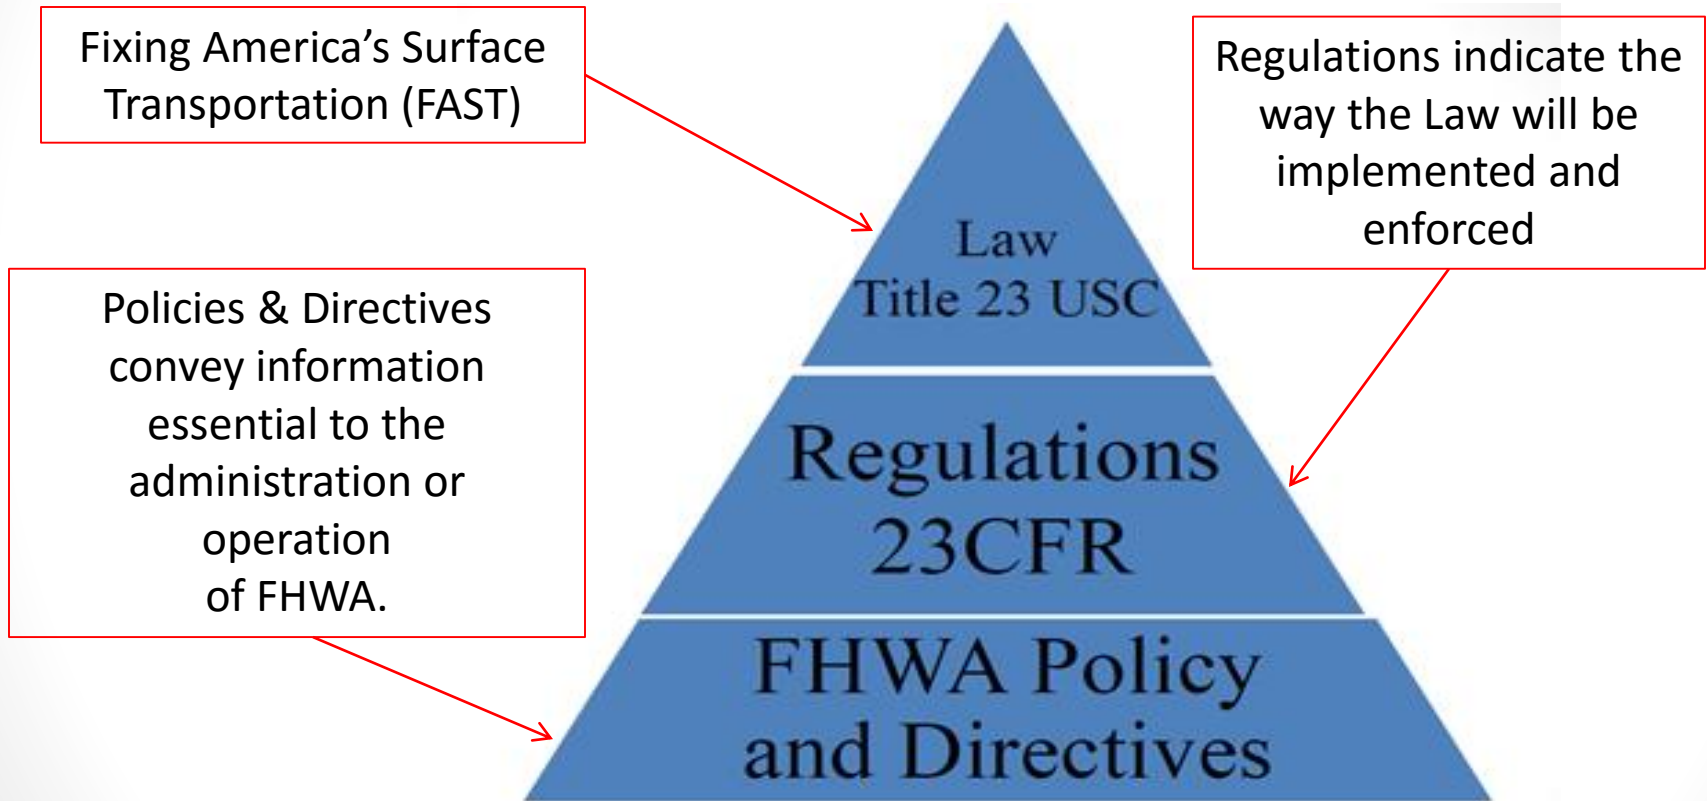 Fixing America’s Surface
Transportation (FAST)
Regulations indicate the
way the Law will be
implemented and
enforced
Law
Title 23 USC
Policies & Directives
convey information
essential to the
administration or
operation
of FHWA.
Regulations
23CFR
FHWA Policy
and Directives